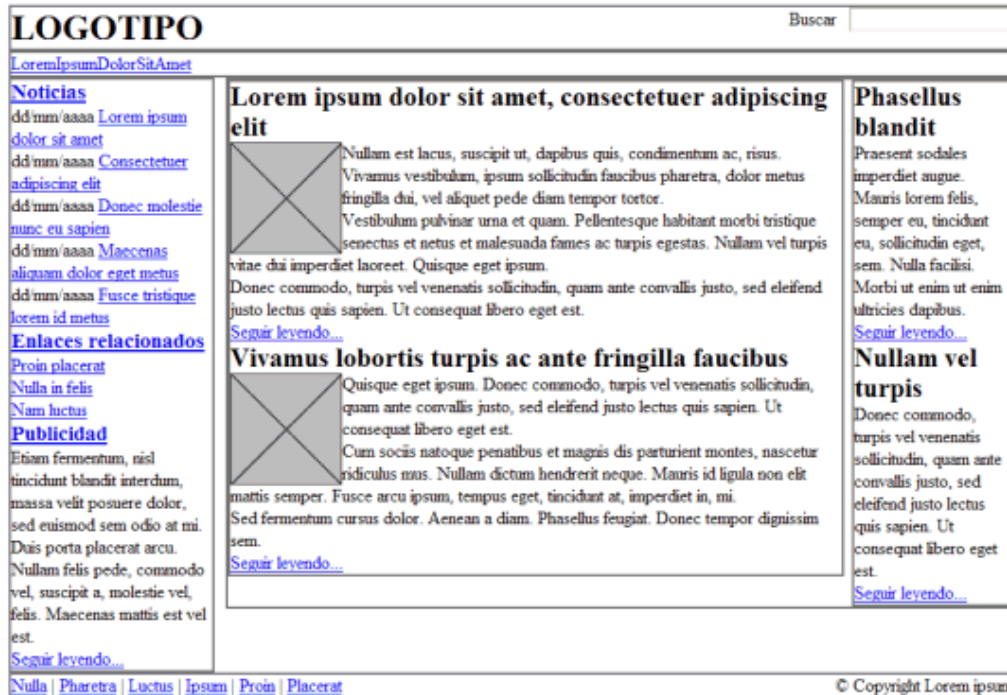 LOGOTIPO
Buscar
LoremIpsumDolorSitAmet
Noticias
dd/mm/aaaa Lorem ipsum
dolor sit amet
dd/mm/aaaa Consectetuer
adipiscing elit
dd/mm/aaaa Donec molestie
nunc eu sapien
dd/mm/aaaa Maecenas
aliquam dolor eget metus
dd/mm/aaaa Fusce tristique
lorem id metus
Enlaces relacionados
Proin placerat
Nulla in felis
Nam luctus
Publicidad
Etiam fermentum, nisl
tincidunt blandit interdum,
massa velit posuere dolor,
sed euismod sem odio at mi.
Duis porta placerat arcu.
Nullam felis pede, commodo
vel, suscipit a, molestie vel,
felis. Maecenas mattis est vel
est.
Seguir leyendo...
Lorem ipsum dolor sit amet, consectetuer adipiscing
elit
Nullam est lacus, suscipit ut, dapibus quis, condimentum ac, risus.
Vivamus vestibulum, ipsum sollicitudin faucibus pharetra, dolor metus
fringilla dui, vel aliquet pede diam tempor tortor.
Vestibulum pulvinar urna et quam. Pellentesque habitant morbi tristique
senectus et netus et malesuada fames ac turpis egestas. Nullam vel turpis
vitae dui imperdiet laoreet. Quisque eget ipsum.
Donec commodo, turpis vel venenatis sollicitudin, quam ante convallis justo, sed eleifend
justo lectus quis sapien. Ut consequat libero eget est.
Seguir leyendo...
Vivamus lobortis turpis ac ante fringilla faucibus
Quisque eget ipsum. Donec commodo, turpis vel venenatis sollicitudin,
quam ante convallis justo, sed eleifend justo lectus quis sapien. Ut
consequat libero eget est.
Cum sociis natoque penatibus et magnis dis parturient montes, nascetur
ridiculus mus. Nullam dictum hendrerit neque. Mauris id ligula non elit
mattis semper. Fusce arcu ipsum, tempus eget, tincidunt at, imperdiet in, mi.
Sed fermentum cursus dolor. Aenean a diam. Phasellus feugiat. Donec tempor dignissim
sem.
Seguir leyendo...
Phasellus
blandit
Praesent sodales
imperdiet augue.
Mauris lorem felis,
semper eu, tincidunt
eu, sollicitudin eget,
sem. Nulla facilisi.
Morbi ut enim ut enim
ultricies dapibus.
Seguir leyendo...
Nullam vel
turpis
Donec commodo,
turpis vel venenatis
sollicitudin, quam ante
convallis justo, sed
eleifend justo lectus
quis sapien. Ut
consequat libero eget
est.
Seguir leyendo...
Nulla | Pharetra | Luctus | Ipsum | Proin | Placerat
© Copyright Lorem ipsum